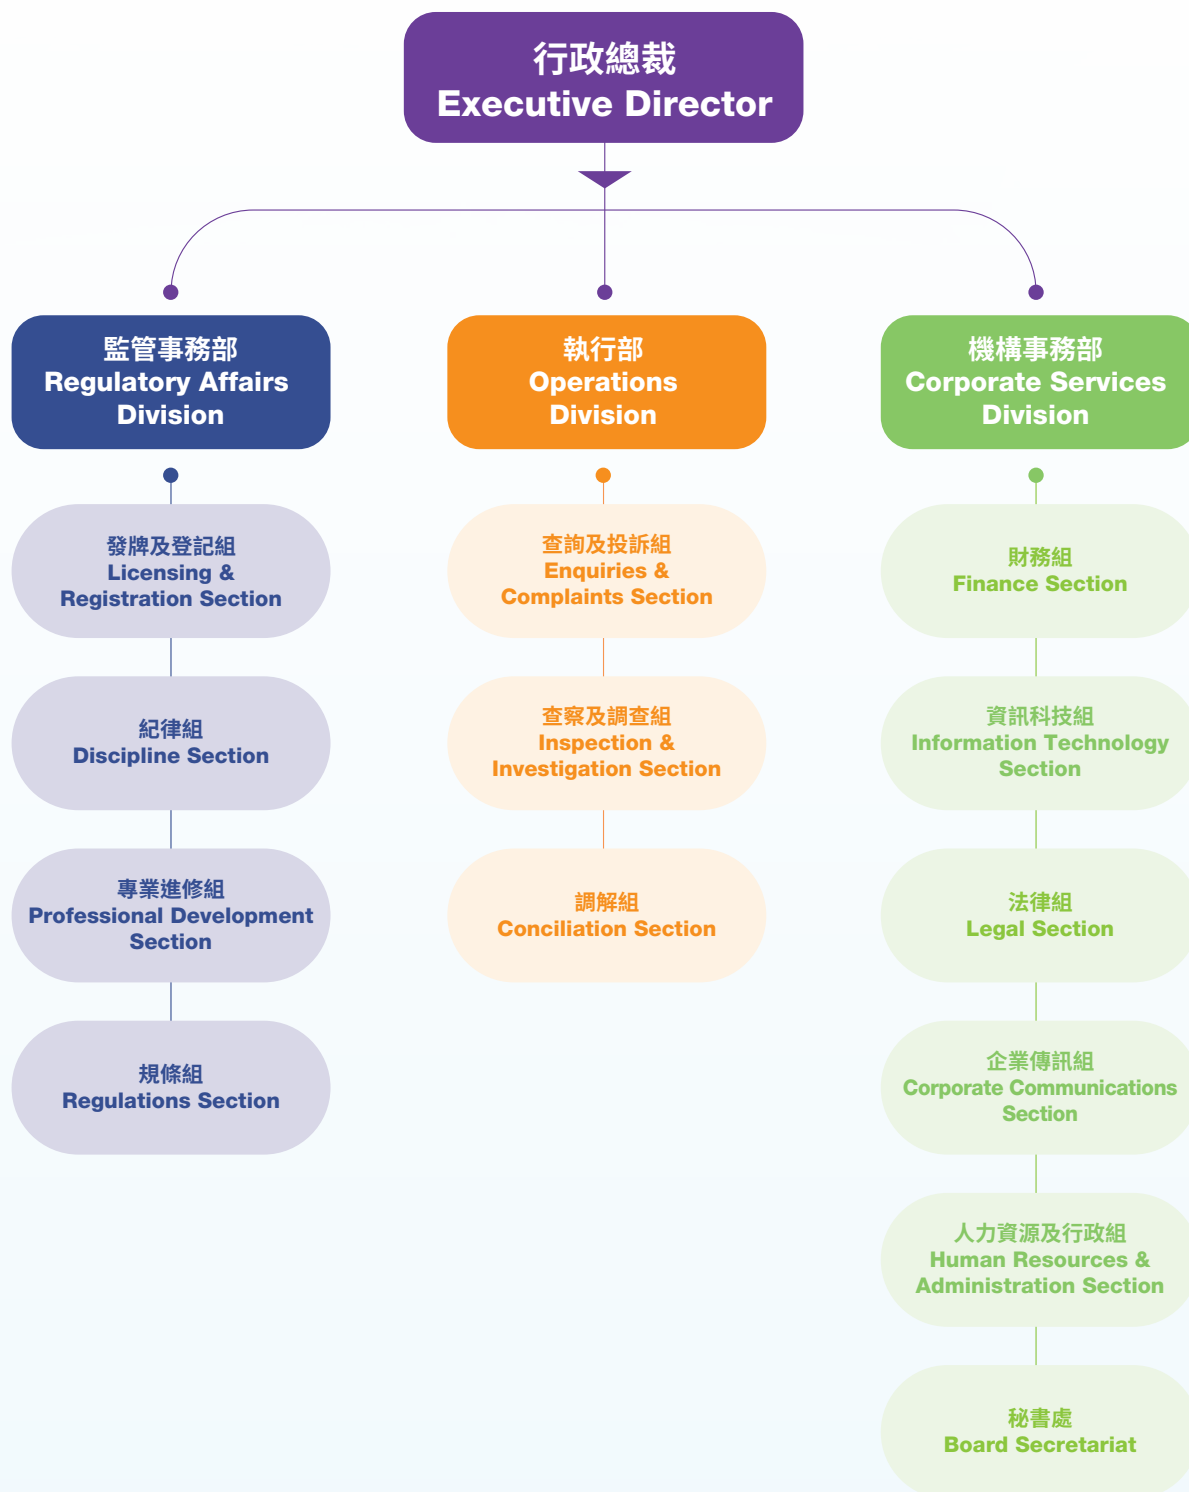 行政總裁
Executive Director
監管事務部
Regulatory Affairs
Division
發牌及登記組
Licensing &
Registration Section
紀律組
Discipline Section
專業進修組
Professional Development
Section
規條組
Regulations Section
執行部
Operations
Division
查詢及投訴組
Enquiries &
Complaints Section
查察及調查組
Inspection &
Investigation Section
調解組
Conciliation Section
機構事務部
Corporate Services
Division
財務組
Finance Section
資訊科技組
Information Technology
Section
法律組
Legal Section
企業傳訊組
Corporate Communications
Section
人力資源及行政組
Human Resources &
Administration Section
秘書處
Board Secretariat